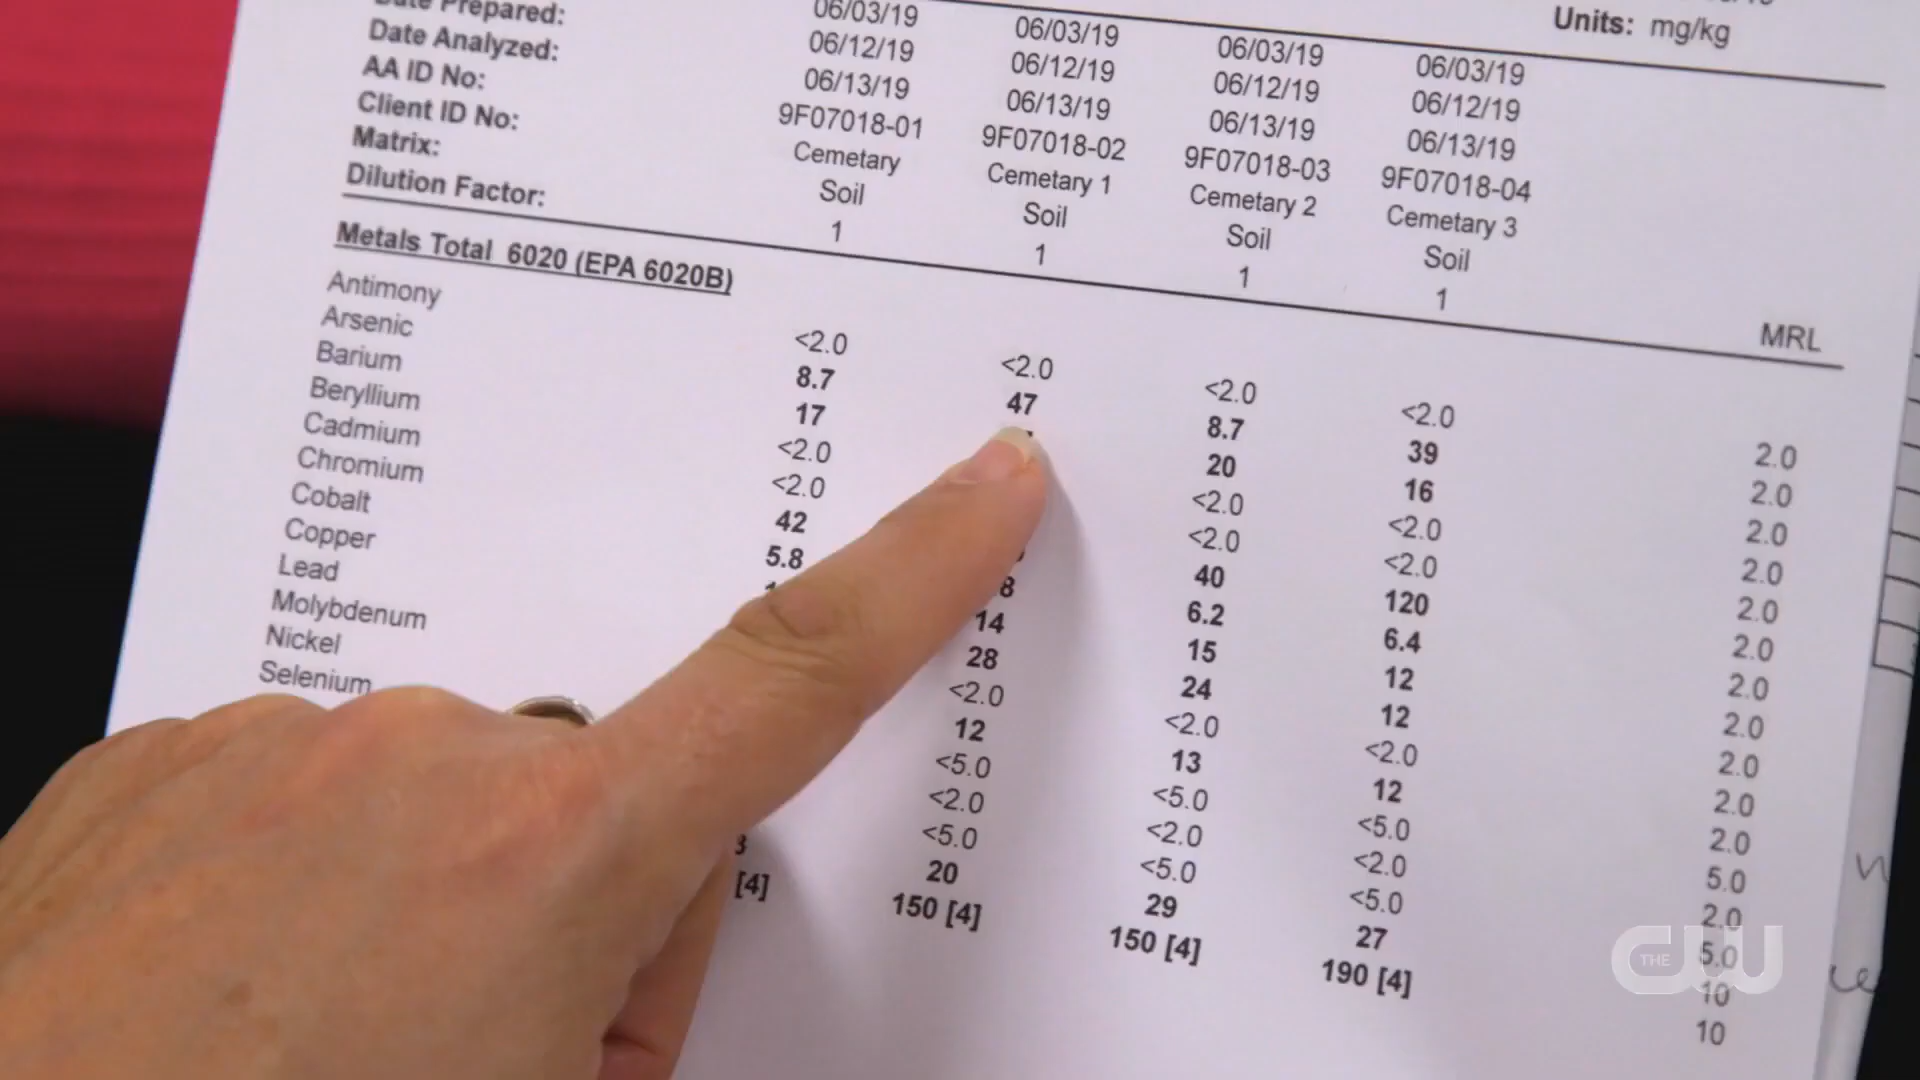 Units: mg/kg
06/03/19 06/03/19 06/03/19 06/03/19
Prepared: 06/12/19 06/12/19 06/12/19 06/12/19
Date Analyzed: 06/13/19 06/13/19 06/13/19 06/13/19
AA ID No: 9F07018-01 9F07018-02 9F07018-03 9F07018-04
Client ID No: Cemetary Cemetary 1 Cemetary 2 Cemetary 3
Matrix: Soil Soil Soil Soil
Dilution Factor: 1 1 1 1 MRL
Metals Total 6020 (EPA 6020B)
Antimony <2.0 <2.0 <2.0 <2.0 2.0
Arsenic 8.7 47 8.7 39 2.0
Barium 17 20 16 2.0
Beryllium <2.0 <2.0 <2.0 2.0
Cadmium <2.0 <2.0 <2.0 2.0
Chromium 42 40 120 2.0
Cobalt 5.8 6.2 6.4 2.0
Copper 14 15 12 2.0
Lead 28 24 12 2.0
Molybdenum <2.0 <2.0 <2.0 2.0
Nickel 12 13 12 2.0
Selenium <5.0 <5.0 <5.0 5.0
<2.0 <2.0 <2.0 2.0
<5.0 <5.0 <5.0 5.0
20 29 27 10
[4] 150 [4] 150 [4] 190 [4] 10
THE CW